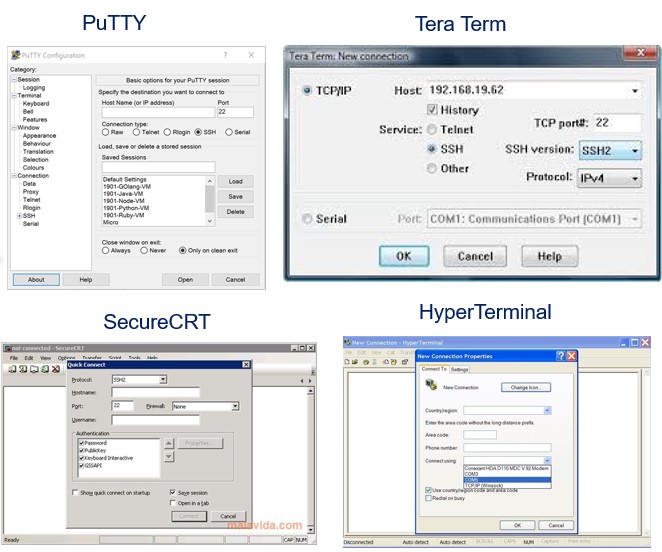 PuTTY
PuTTY Configuration
Category:
Session
Logging
Terminal
Keyboard
Bell
Features
Window
Appearance
Behaviour
Translation
Selection
Colours
Connection
Data
Proxy
Telnet
Rlogin
SSH
Serial
Basic options for your PuTTY session
Specify the destination you want to connect to
Host Name (or IP address) Port
22
Connection type:
Raw Telnet Rlogin SSH Serial
Load, save or delete a stored session
Saved Sessions
Default Settings
1901-GOlang-VM
1901-Java-VM
1901-Node-VM
1901-Python-VM
1901-Ruby-VM
Micro
Load
Save
Delete
Close window on exit:
Always Never Only on clean exit
About Help Open Cancel
Tera Term
Tera Term: New connection
TCP/IP Host: 192.168.19.62
History
Service: Telnet TCP port#: 22
SSH SSH version: SSH2
Other Protocol: IPv4
Serial Port: COM1: Communications Port (COM1)
OK Cancel Help
SecureCRT
not connected - SecureCRT
File Edit View Options Transfer Script Tools Help
Quick Connect
Protocol: SSH2
Hostname:
Port: 22 Firewall: None
Username:
Authentication
Password
PublicKey
Keyboard Interactive
GSSAPI
Properties...
Show quick connect on startup Save session
Open in a tab
Connect Cancel
malavida.com
Ready CAP NUM
HyperTerminal
New Connection - HyperTerminal
File Edit View Call
New Connection Properties
Connect To Settings
New Connection Change Icon...
Country/region:
Enter the area code without the long-distance prefix.
Area code:
Phone number:
Connect using:
Conexant HDA D110 MDC V.92 Modem
COM3
TCP/IP (Winsock)
Use country/region code and area code
Redial on busy
OK Cancel
Disconnected Auto detect Auto detect SCROLL CAPS NUM Capture Print echo